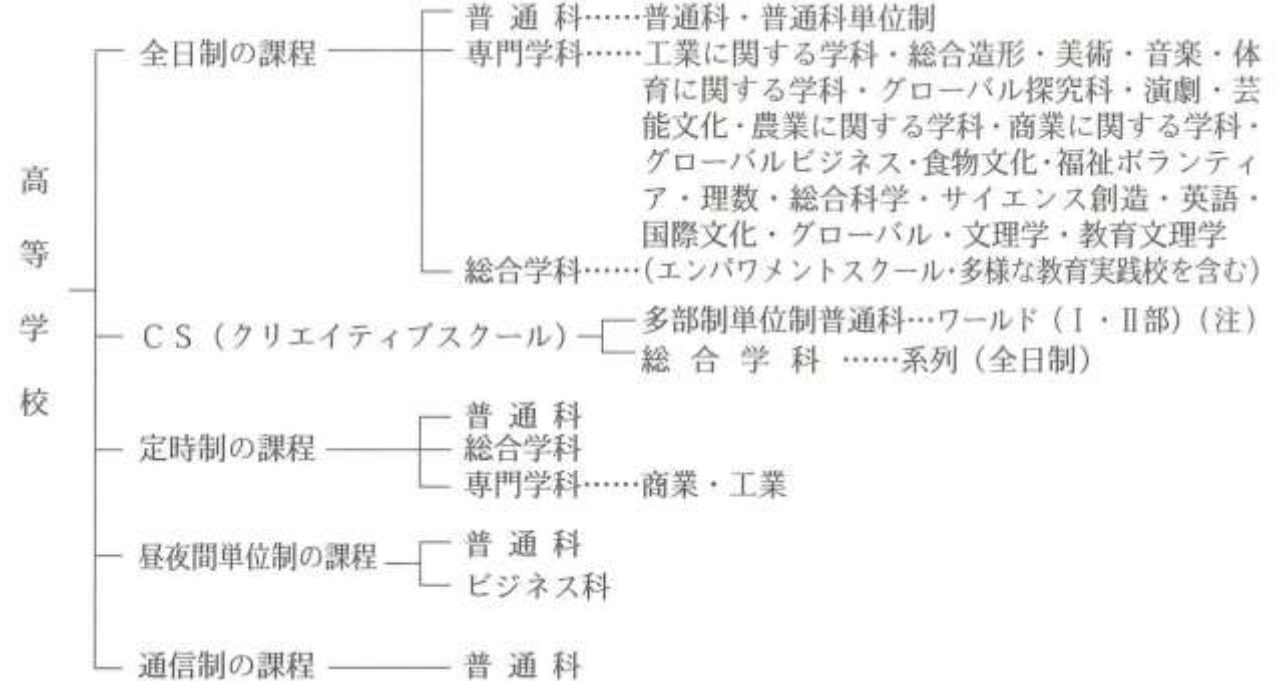 高等学校
全日制の課程
普通科……普通科・普通科単位制
専門学科……工業に関する学科・総合造形・美術・音楽・体
育に関する学科・グローバル探究科・演劇・芸
能文化・農業に関する学科・商業に関する学科・
グローバルビジネス・食物文化・福祉ボランティ
ア・理数・総合科学・サイエンス創造・英語・
国際文化・グローバル・文理学・教育文理学
総合学科……(エンパワメントスクール・多様な教育実践校を含む)
CS（クリエイティブスクール）
多部制単位制普通科…ワールド（Ⅰ・Ⅱ部）（注）
総合学科……系列（全日制）
定時制の課程
普通科
総合学科
専門学科……商業・工業
昼夜間単位制の課程
普通科
ビジネス科
通信制の課程
普通科